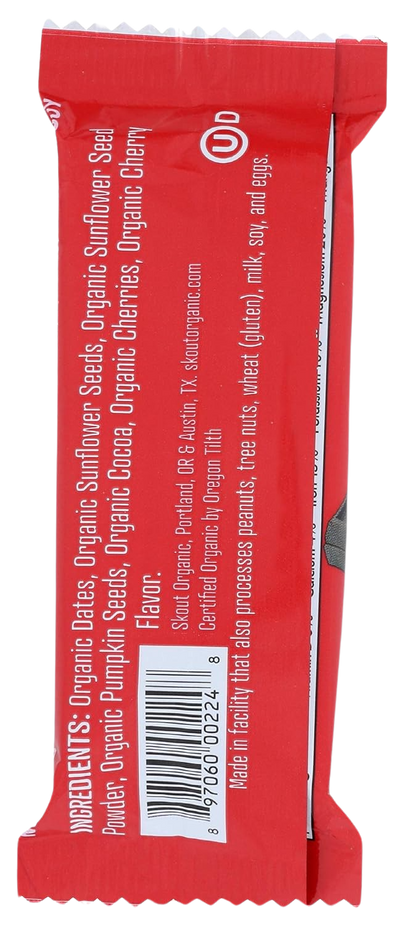 INGREDIENTS: Organic Dates, Organic Sunflower Seeds, Organic Sunflower Seed
Powder, Organic Pumpkin Seeds, Organic Cocoa, Organic Cherries, Organic Cherry
Flavor.
Skout Organic, Portland, OR & Austin, TX. skoutorganic.com
Certified Organic by Oregon Tilth
8 97060 00224 8
Made in facility that also processes peanuts, tree nuts, wheat (gluten), milk, soy, and eggs.
U D